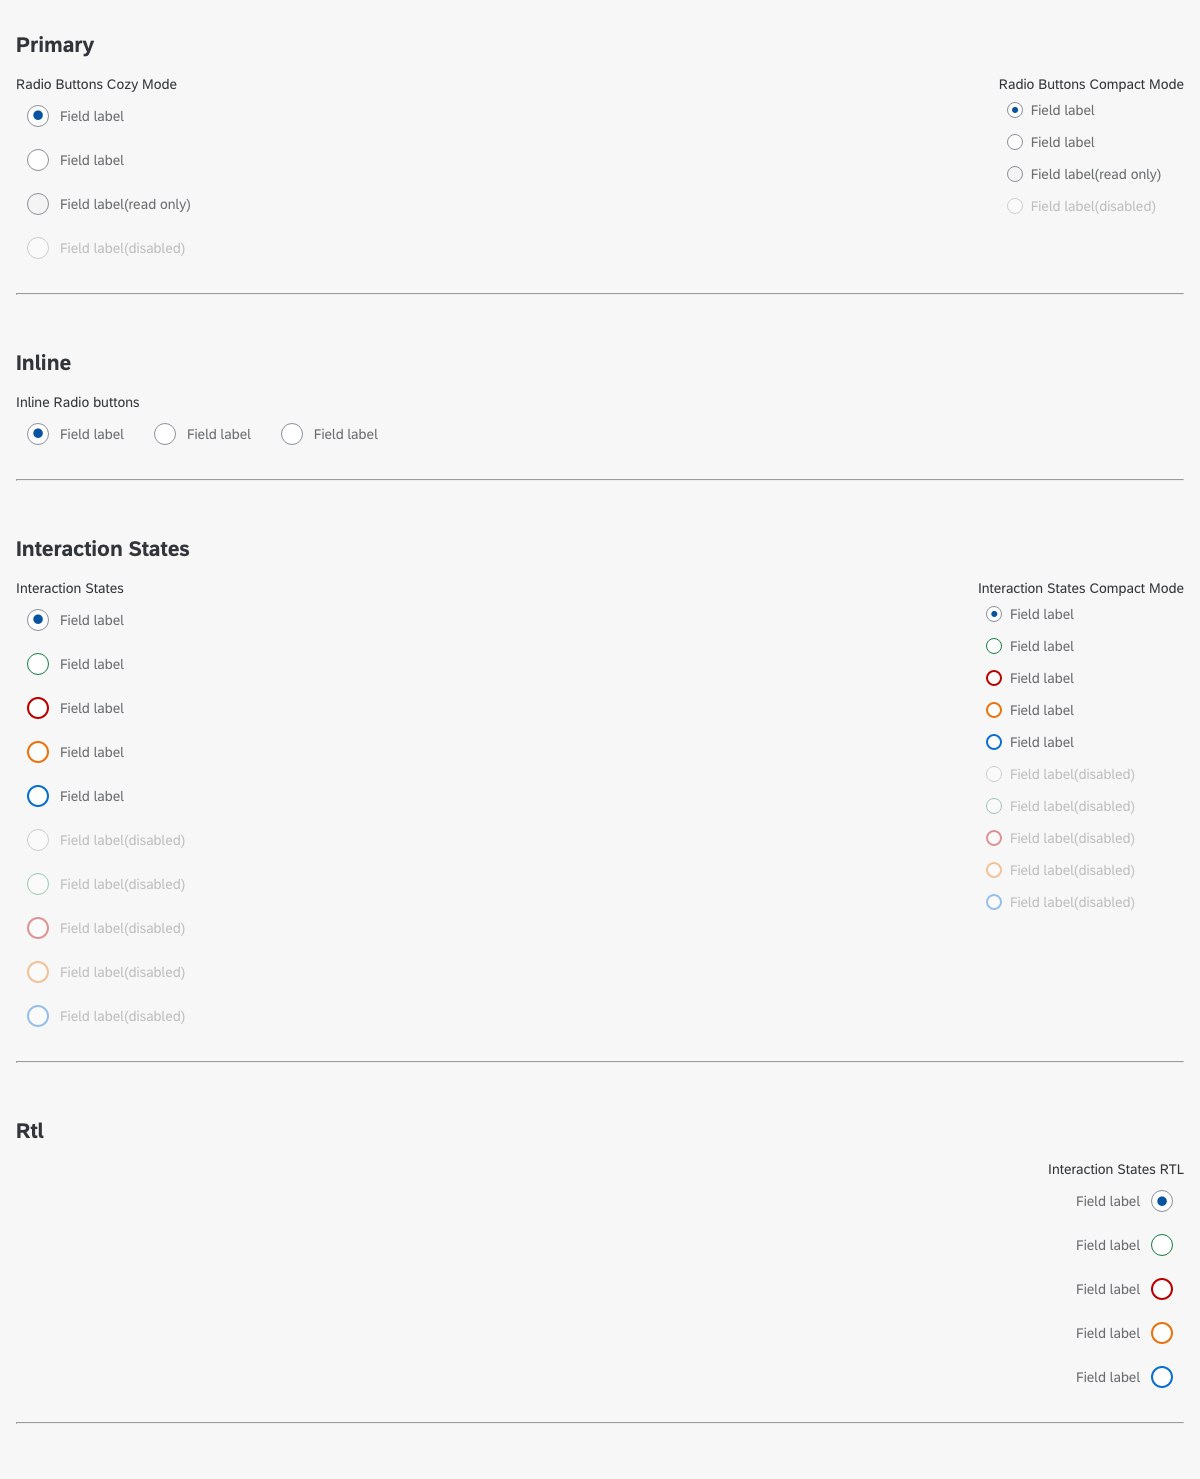 Primary
Radio Buttons Cozy Mode
Field label
Field label
Field label(read only)
Field label(disabled)
Radio Buttons Compact Mode
Field label
Field label
Field label(read only)
Field label(disabled)
Inline
Inline Radio buttons
Field label Field label Field label
Interaction States
Interaction States
Field label
Field label
Field label
Field label
Field label
Field label(disabled)
Field label(disabled)
Field label(disabled)
Field label(disabled)
Field label(disabled)
Interaction States Compact Mode
Field label
Field label
Field label
Field label
Field label
Field label(disabled)
Field label(disabled)
Field label(disabled)
Field label(disabled)
Field label(disabled)
Rtl
Interaction States RTL
Field label
Field label
Field label
Field label
Field label